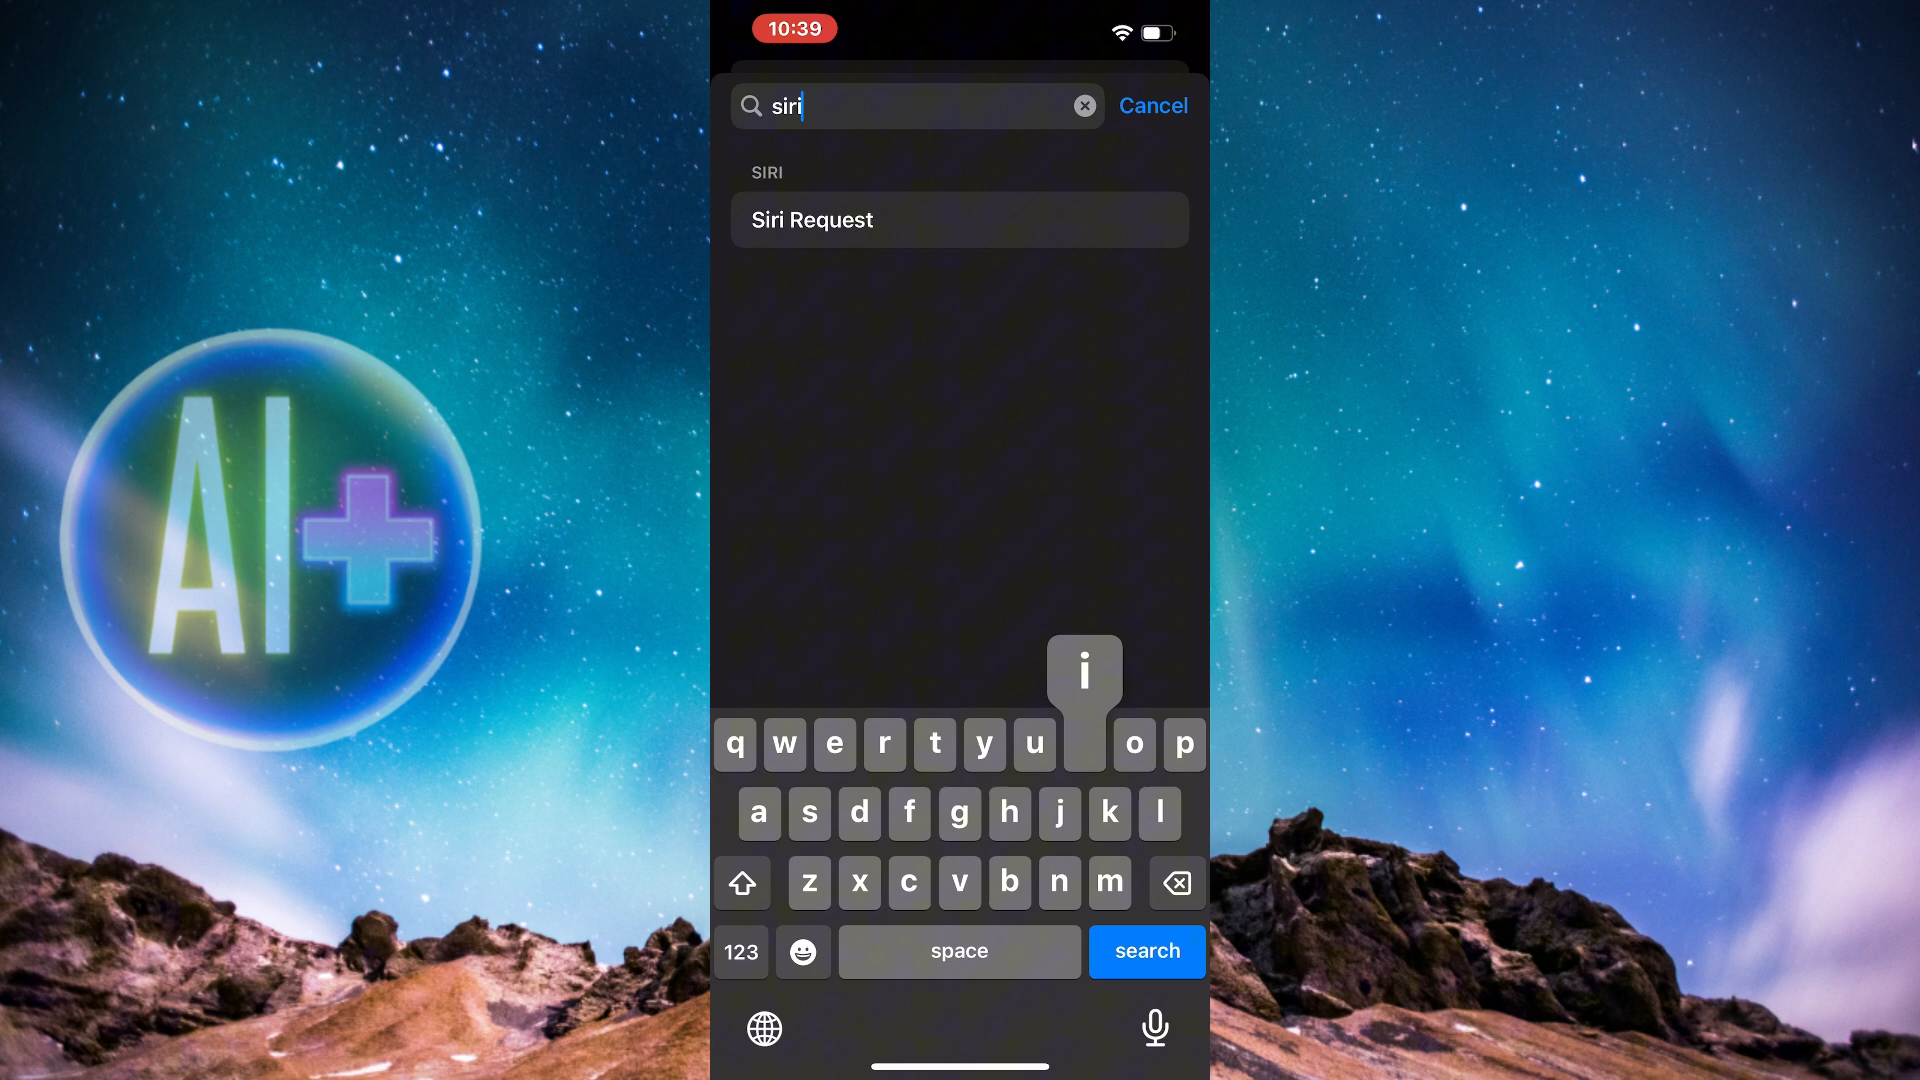 10:39
siri
Cancel
SIRI
Siri Request
AI+
i
q w e r t y u o p
a s d f g h j k l
z x c v b n m
123 space search